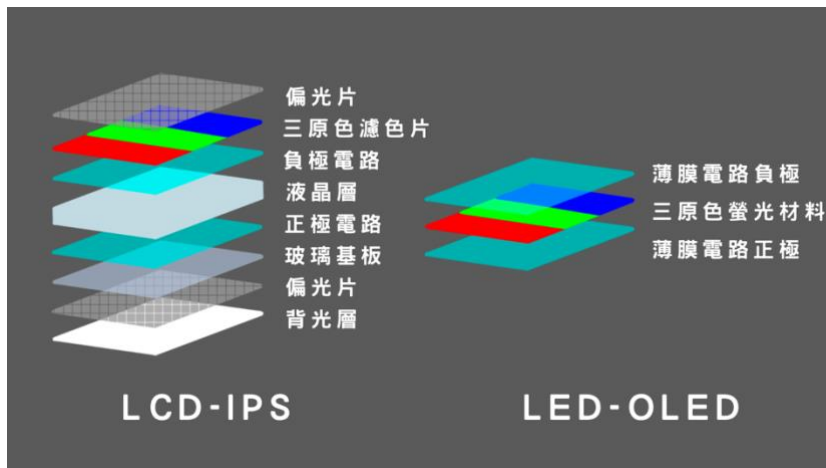 偏光片
三原色濾色片
負極電路
液晶層
正極電路
玻璃基板
偏光片
背光層
LCD-IPS
薄膜電路負極
三原色螢光材料
薄膜電路正極
LED-OLED